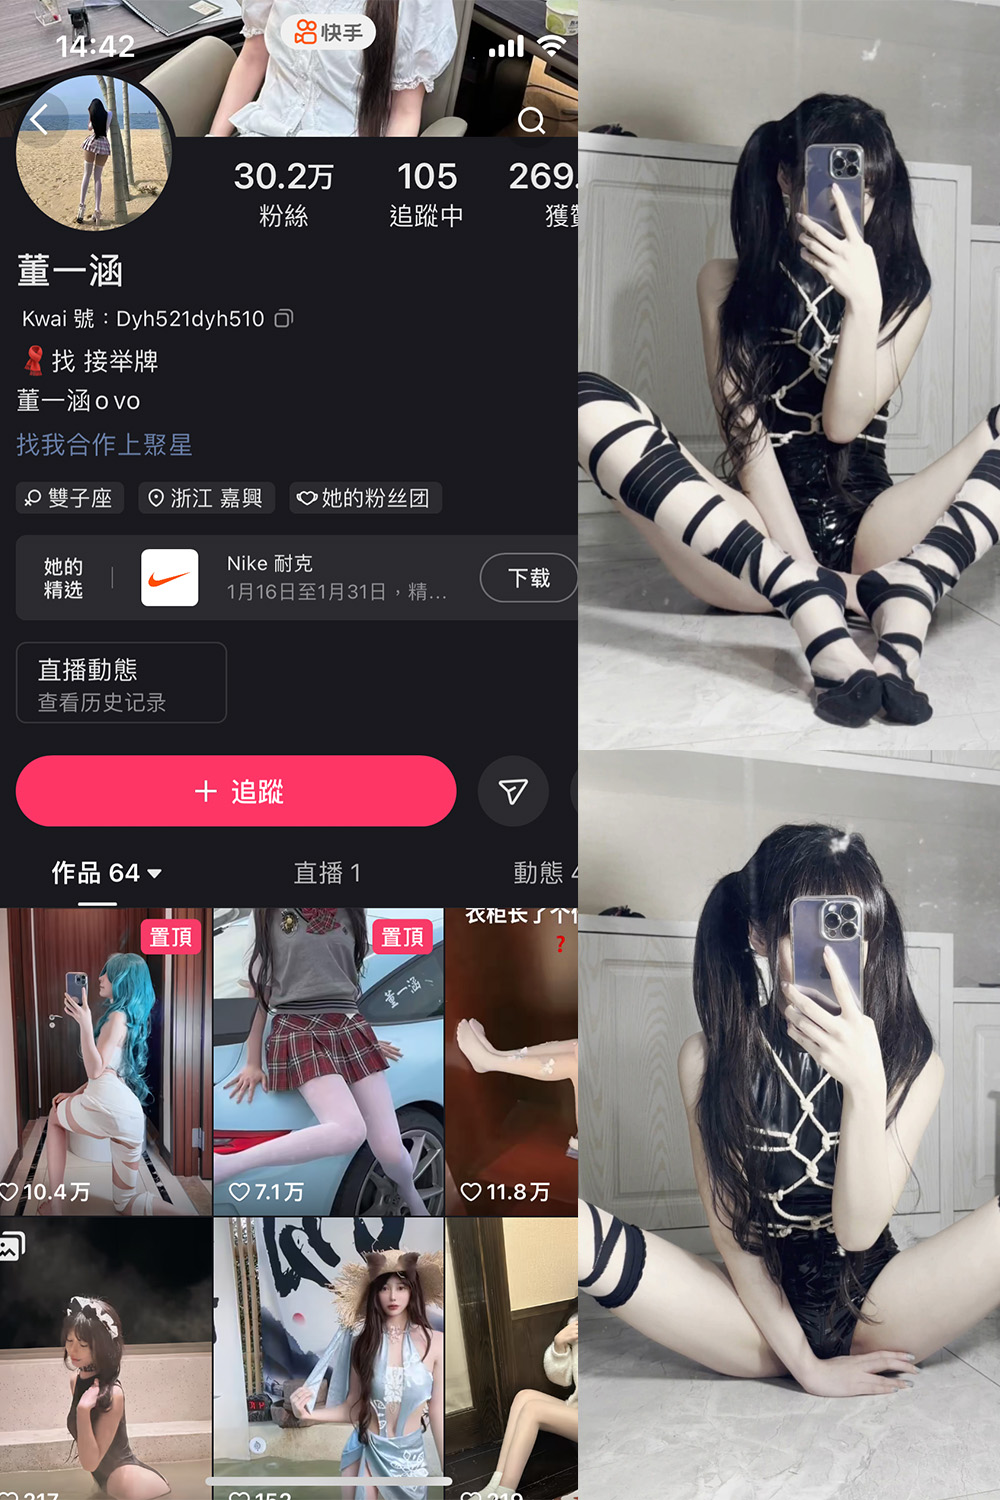 14:42
快手
30.2万
105
269.
粉絲
追蹤中
獲
董一涵
Kwai 號：Dyh521dyh510
找 接举牌
董一涵o vo
找我合作上聚星
雙子座
浙江 嘉興
她的粉丝团
她的
精选
Nike 耐克
1月16日至1月31日，精...
下载
直播動態
查看历史记录
+ 追蹤
作品 64
直播 1
動態
置頂
置頂
衣柜长了个
?
董一涵
10.4万
7.1万
11.8万
217
152
219